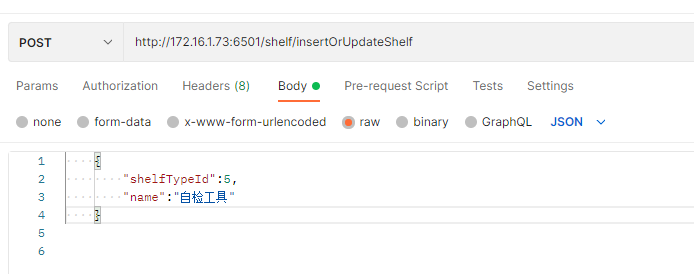 POST http://172.16.1.73:6501/shelf/insertOrUpdateShelf
Params Authorization Headers (8) Body Pre-request Script Tests Settings
none form-data x-www-form-urlencoded raw binary GraphQL JSON
1 {
2 "shelfTypeId":5,
3 "name":"自检工具"
4 }
5
6